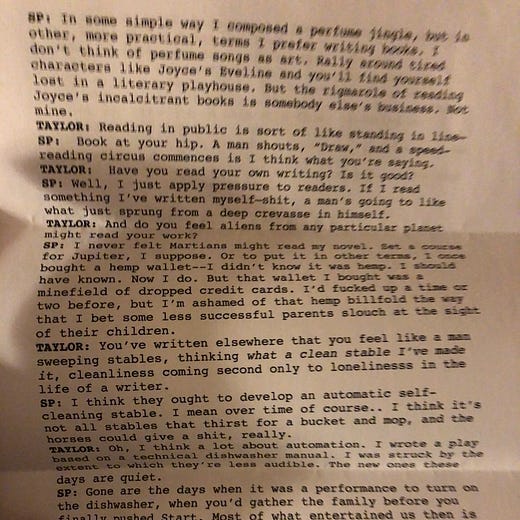 SP: In some simple way I composed a perfume jingle, but in
other, more practical, terms I prefer writing books. I
don't think of perfume songs as art. Rally around tired
characters like Joyce's Eveline and you'll find yourself
lost in a literary playhouse. But the rigmarole of reading
Joyce's incalcitrant books is somebody else's business. Not
mine.
TAYLOR: Reading in public is sort of like standing in line—
SP: Book at your hip. A man shouts, "Draw," and a speed-
reading circus commences is I think what you're saying.
TAYLOR: Have you read your own writing? Is it good?
SP: Well, I just apply pressure to readers. If I read
something I've written myself—shit, a man's going to like
what just sprung from a deep crevasse in himself.
TAYLOR: And do you feel aliens from any particular planet
might read your work?
SP: I never felt Martians might read my novel. Set a course
for Jupiter, I suppose. Or to put it in other terms, I once
bought a hemp wallet--I didn't know it was hemp. I should
have known. Now I do. But that wallet I bought was a
minefield of dropped credit cards. I'd fucked up a time or
two before, but I'm ashamed of that hemp billfold the way
that I bet some less successful parents slouch at the sight
of their children.
TAYLOR: You've written elsewhere that you feel like a man
sweeping stables, thinking what a clean stable I've made
it, cleanliness coming second only to lonelinesss in the
life of a writer.
SP: I think they ought to develop an automatic self-
cleaning stable. I mean over time of course.. I think it's
not all stables that thirst for a bucket and mop, and the
horses could give a shit, really.
TAYLOR: Oh, I think a lot about automation. I wrote a play
based on a technical dishwasher manual. I was struck by the
extent to which they're less audible. The new ones these
days are quiet.
SP: Gone are the days when it was a performance to turn on
the dishwasher, when you'd gather the family before you
finally pushed Start. Most of what entertained us then is